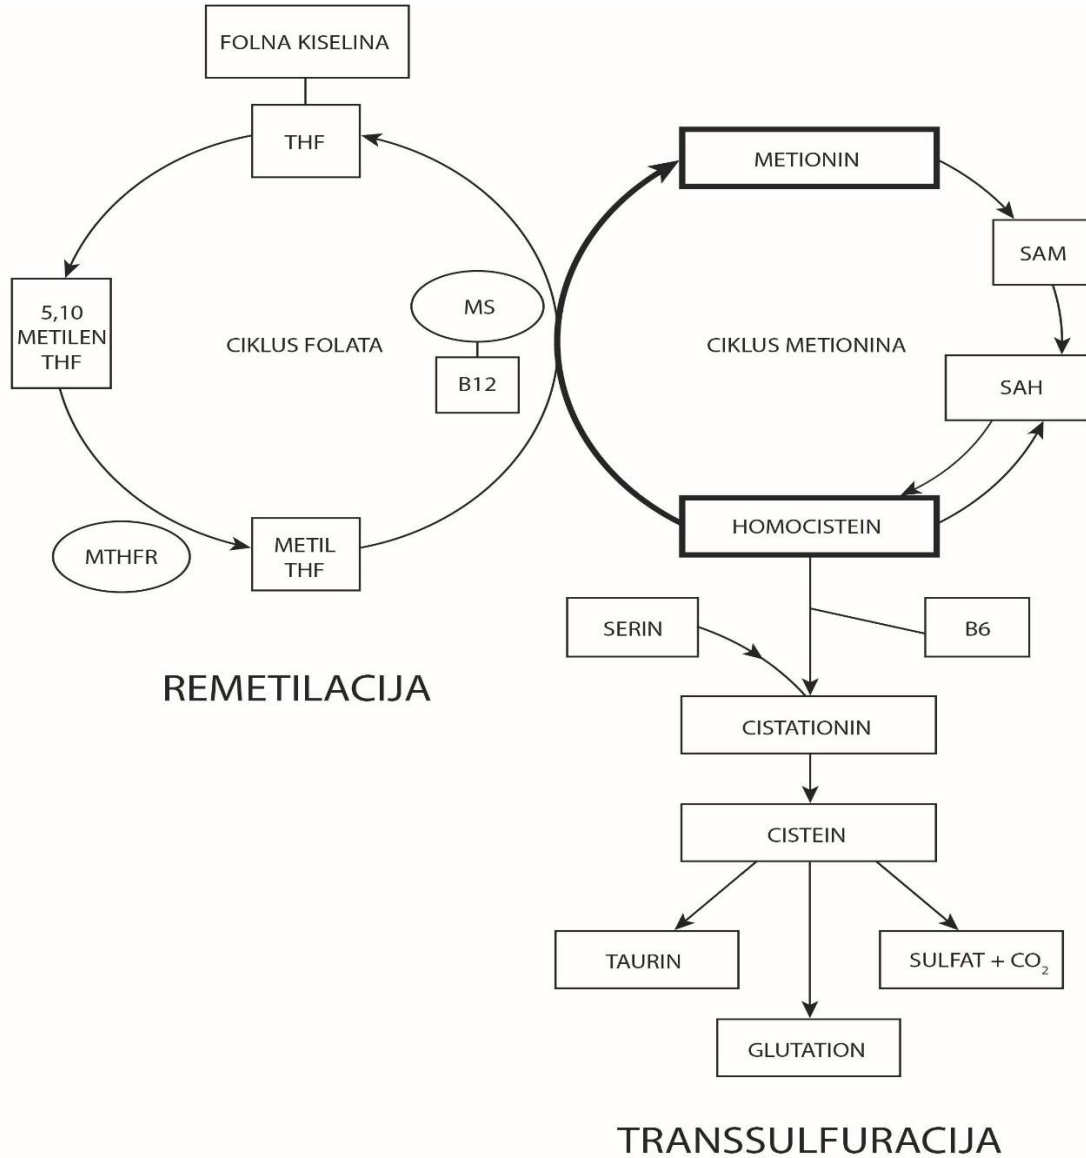 FOLNA KISELINA
THF
METIONIN
SAM
5,10
METILEN
THF
CIKLUS FOLATA
MS
B12
CIKLUS METIONINA
SAH
MTHFR
METIL
THF
HOMOCISTEIN
SERIN
B6
REMETILACIJA
CISTATIONIN
CISTEIN
TAURIN
SULFAT + CO₂
GLUTATION
TRANSSULFURACIJA